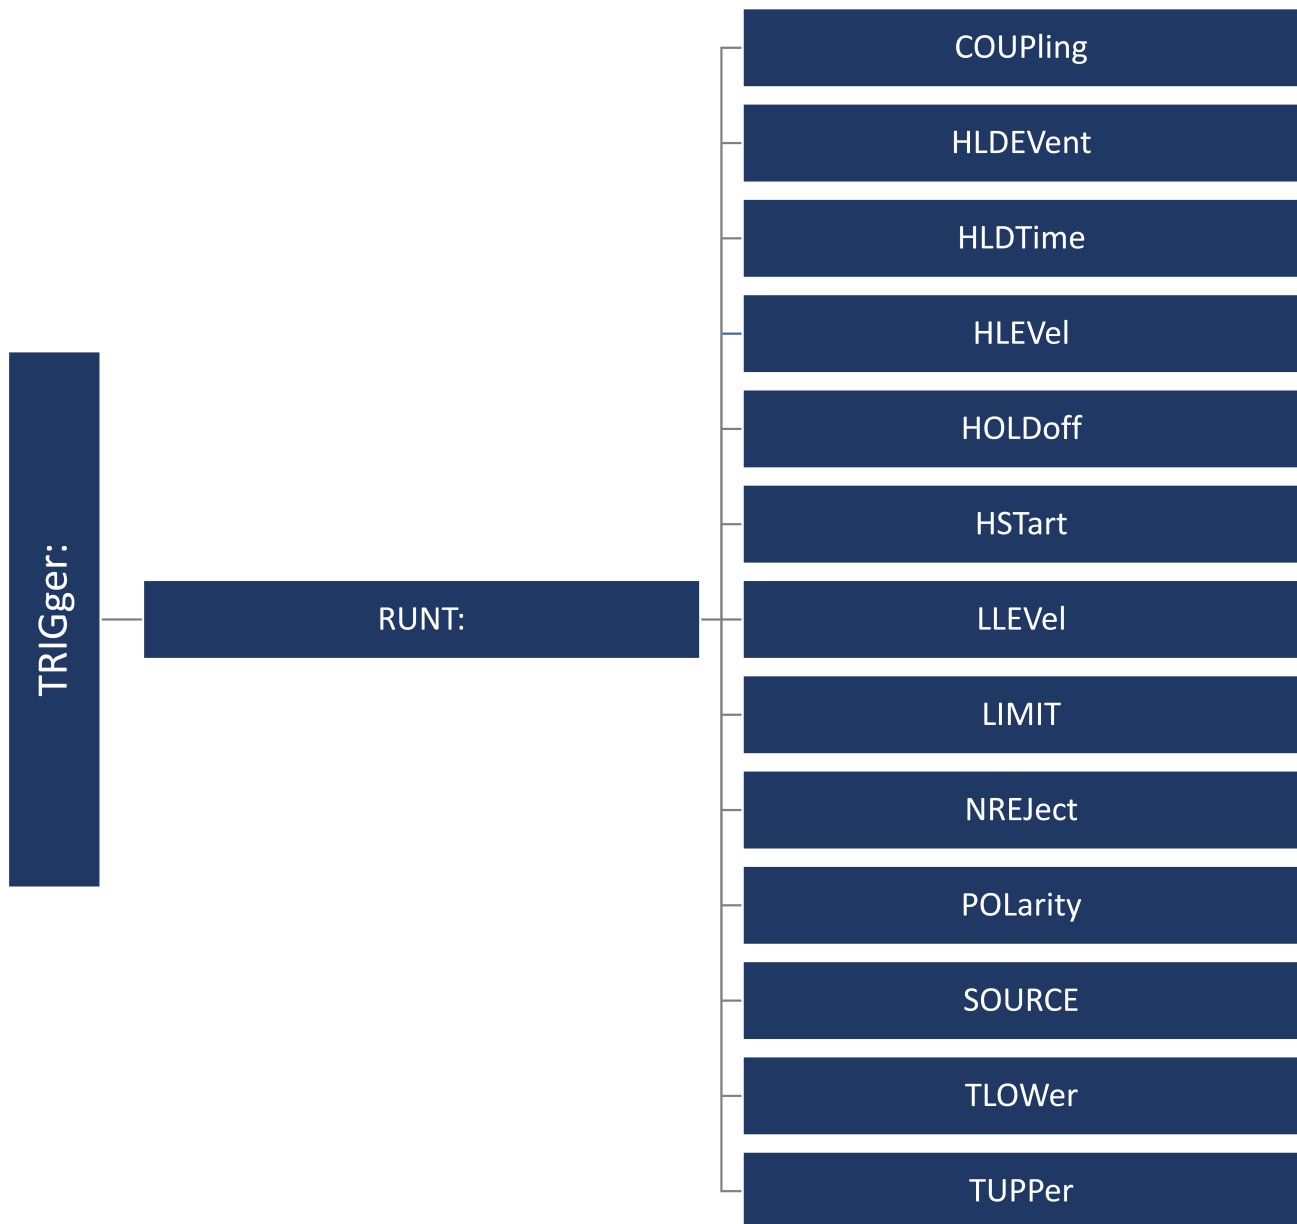 TRIGger:
RUNT:
COUPling
HLDEVent
HLDTime
HLEVel
HOLDoff
HSTart
LLEVel
LIMIT
NREJect
POLarity
SOURCE
TLOWer
TUPPer